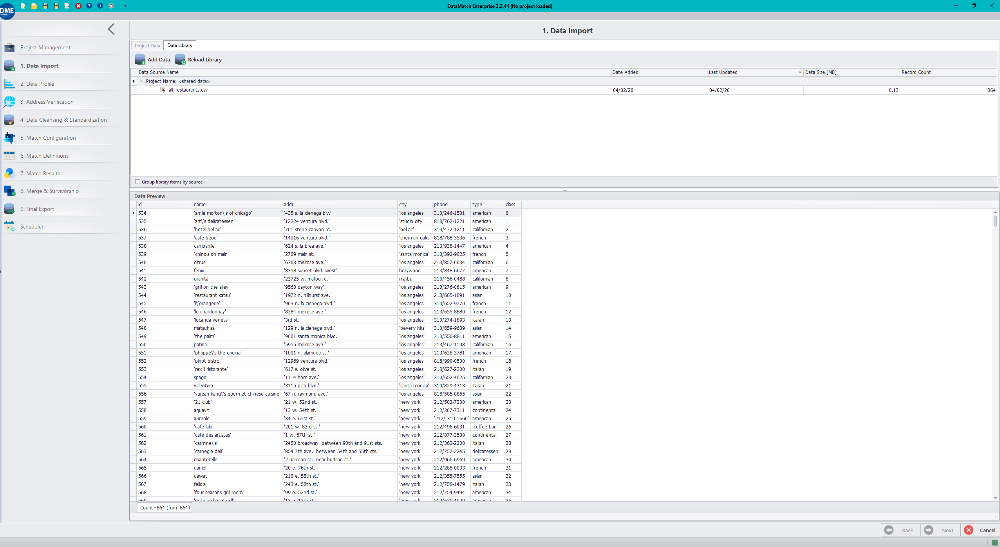 DataMatch Enterprise 3.2.44 [No project loaded]
DME
Desktop
Project Management
1. Data Import
2. Data Profile
3. Address Verification
4. Data Cleansing & Standardization
5. Match Configuration
6. Match Definitions
7. Match Results
8. Merge & Survivorship
9. Final Export
Scheduler
1. Data Import
Project Data Data Library
Add Data Reload Library
Data Source Name Date Added Last Updated Data Size [MB] Record Count
Project Name: <shared data>
all_restaurants.csv 04/02/20 04/02/20 0.13 864
Group library items by source
Data Preview
id name addr city phone type class
534 'arnie morton\'s of chicago' '435 s. la cienega blv.' 'los angeles' 310/246-1501 american 0
535 'art\'s delicatessen' '12224 ventura blvd.' 'studio city' 818/762-1221 american 1
536 'hotel bel-air' '701 stone canyon rd.' 'bel air' 310/472-1211 californian 2
537 'cafe bizou' '14016 ventura blvd.' 'sherman oaks' 818/788-3536 french 3
538 campanile '624 s. la brea ave.' 'los angeles' 213/938-1447 american 4
539 'chinois on main' '2709 main st.' 'santa monica' 310/392-9025 french 5
540 citrus '6703 melrose ave.' 'los angeles' 213/857-0034 californian 6
541 fenix '8358 sunset blvd. west' hollywood 213/848-6677 american 7
542 granita '23725 w. malibu rd.' malibu 310/456-0488 californian 8
543 'grill on the alley' '9560 dayton way' 'los angeles' 310/276-0615 american 9
544 'restaurant katsu' '1972 n. hillhurst ave.' 'los angeles' 213/665-1891 asian 10
545 'l\'orangerie' '903 n. la cienega blvd.' 'los angeles' 310/652-9770 french 11
546 'le chardonnay' '8284 melrose ave.' 'los angeles' 213/655-8880 french 12
547 'locanda veneta' '3rd st.' 'los angeles' 310/274-1893 italian 13
548 matsuhisa '129 n. la cienega blvd.' 'beverly hills' 310/659-9639 asian 14
549 'the palm' '9001 santa monica blvd.' 'los angeles' 310/550-8811 american 15
550 patina '5955 melrose ave.' 'los angeles' 213/467-1108 californian 16
551 'philippe\'s the original' '1001 n. alameda st.' 'los angeles' 213/628-3781 american 17
552 'pinot bistro' '12969 ventura blvd.' 'los angeles' 818/990-0500 french 18
553 'rex il ristorante' '617 s. olive st.' 'los angeles' 213/627-2300 italian 19
554 spago '1114 horn ave.' 'los angeles' 310/652-4025 californian 20
555 valentino '3115 pico blvd.' 'santa monica' 310/829-4313 italian 21
556 'yujean kang\'s gourmet chinese cuisine' '67 n. raymond ave.' 'los angeles' 818/585-0855 asian 22
557 '21 club' '21 w. 52nd st.' 'new york' 212/582-7200 american 23
558 aquavit '13 w. 54th st.' 'new york' 212/307-7311 continental 24
559 aureole '34 e. 61st st.' 'new york' '212/ 319-1660' american 25
560 'cafe lalo' '201 w. 83rd st.' 'new york' 212/496-6031 'coffee bar' 26
561 'cafe des artistes' '1 w. 67th st.' 'new york' 212/877-3500 continental 27
562 'carmine\'s' '2450 broadway  between 90th and 91st sts.' 'new york' 212/362-2200 italian 28
563 'carnegie deli' '854 7th ave.  between 54th and 55th sts.' 'new york' 212/757-2245 delicatessen 29
564 chanterelle '2 harrison st.  near hudson st.' 'new york' 212/966-6960 american 30
565 daniel '20 e. 76th st.' 'new york' 212/288-0033 french 31
566 dawat '210 e. 58th st.' 'new york' 212/355-7555 asian 32
567 felidia '243 e. 58th st.' 'new york' 212/758-1479 italian 33
568 'four seasons grill room' '99 e. 52nd st.' 'new york' 212/754-9494 american 34
569 'gotham bar & grill' '12 e. 12th st.' 'new york' 212/620-4020 american 35
Count=864 (from 864)
Back Next Cancel